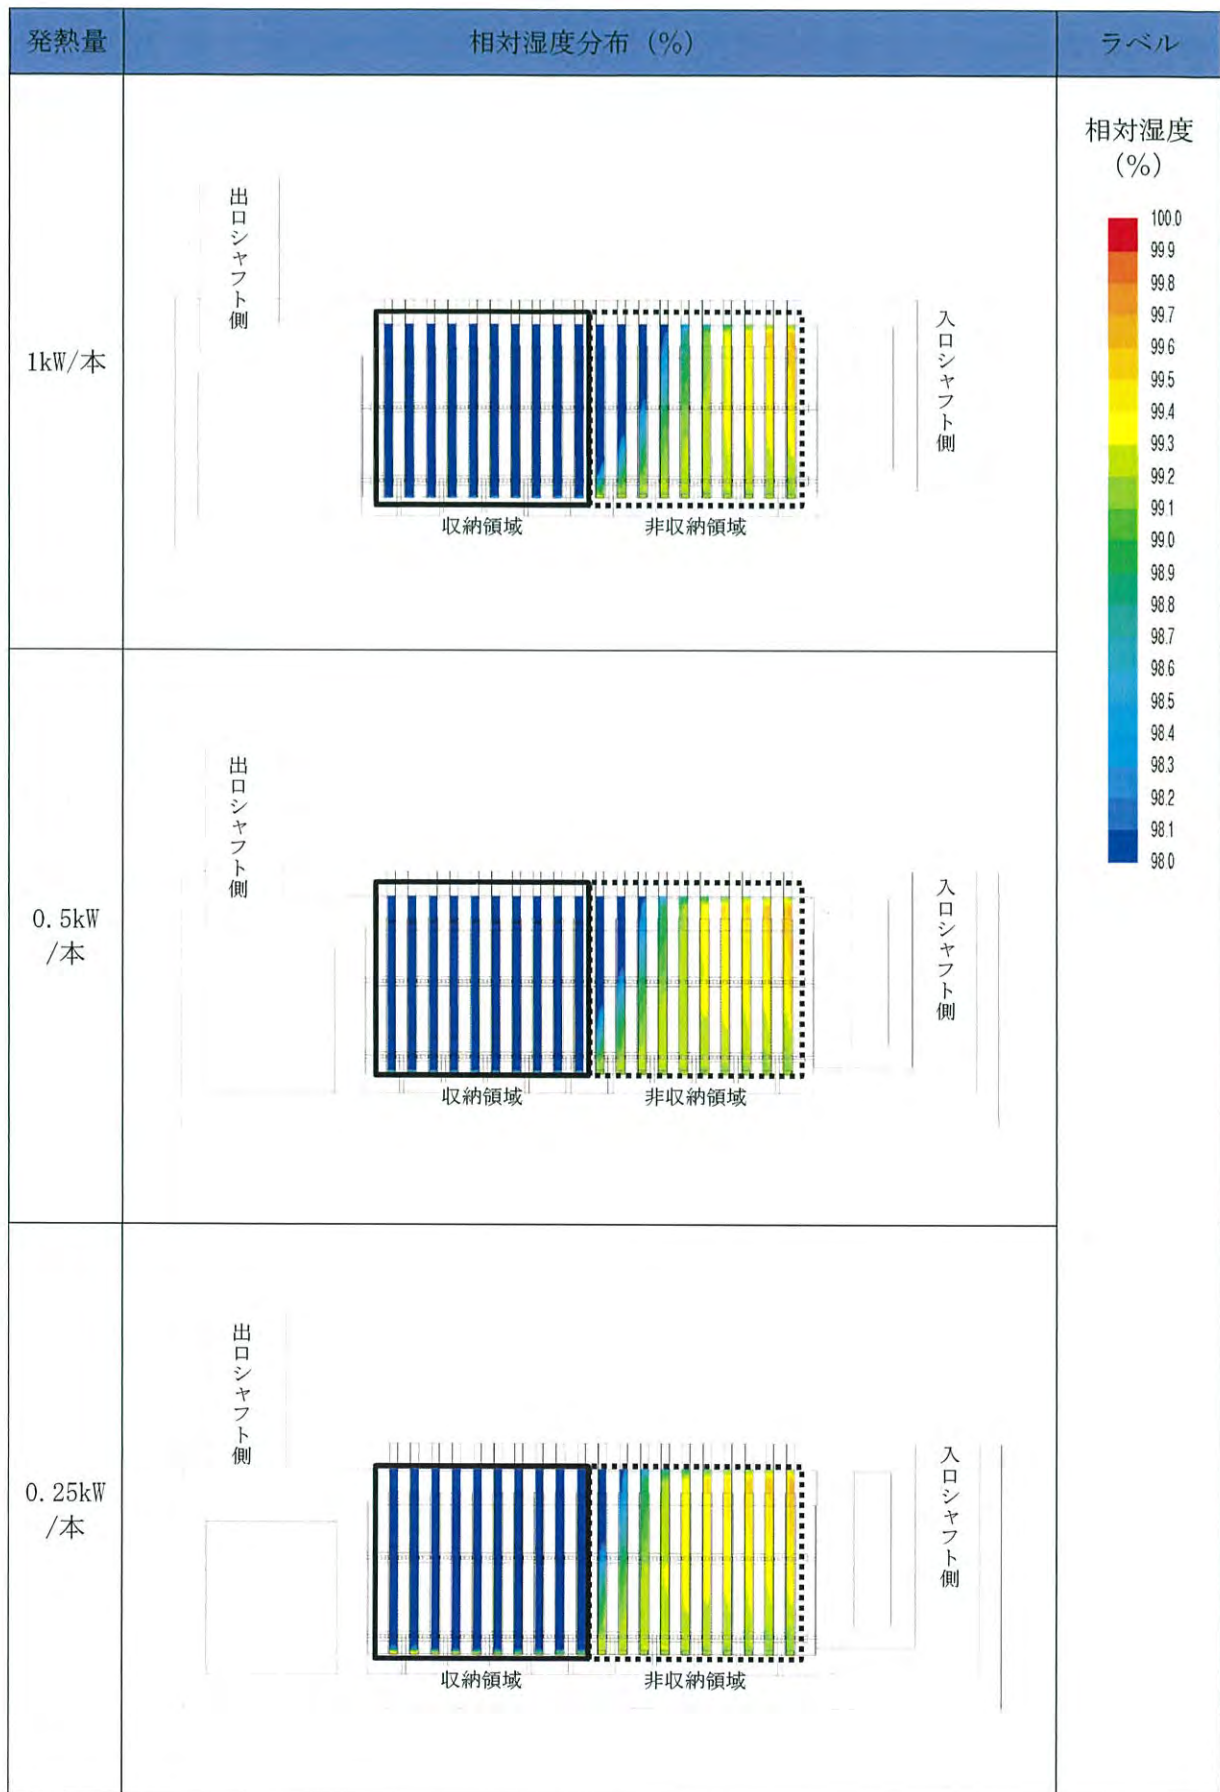 発熱量
相対湿度分布 (%)
ラベル
1kW/本
出口シャフト側
入口シャフト側
収納領域
非収納領域
相対湿度
(%)
100.0
99.9
99.8
99.7
99.6
99.5
99.4
99.3
99.2
99.1
99.0
98.9
98.8
98.7
98.6
98.5
98.4
98.3
98.2
98.1
98.0
0.5kW
/本
出口シャフト側
入口シャフト側
収納領域
非収納領域
0.25kW
/本
出口シャフト側
入口シャフト側
収納領域
非収納領域